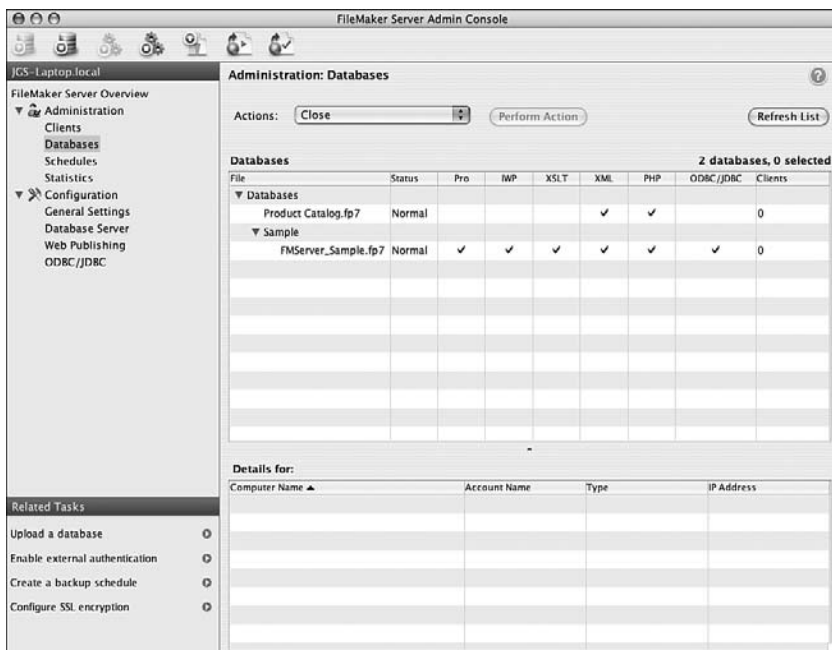 FileMaker Server Admin Console
JGS-Laptop.local
FileMaker Server Overview
Administration
Clients
Databases
Schedules
Statistics
Configuration
General Settings
Database Server
Web Publishing
ODBC/JDBC
Related Tasks
Upload a database
Enable external authentication
Create a backup schedule
Configure SSL encryption
Administration: Databases
?
Actions: Close Perform Action Refresh List
Databases 2 databases, 0 selected
File Status Pro IWP XSLT XML PHP ODBC/JDBC Clients
Databases
Product Catalog.fp7 Normal ✓ ✓ 0
Sample
FMServer_Sample.fp7 Normal ✓ ✓ ✓ ✓ ✓ ✓ 0
Details for:
Computer Name Account Name Type IP Address